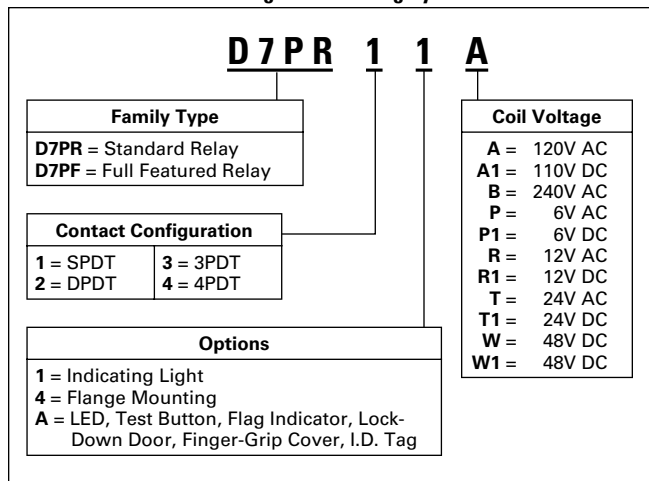 D7PR 1 1 A
Family Type
D7PR = Standard Relay
D7PF = Full Featured Relay
Contact Configuration
1 = SPDT
2 = DPDT
3 = 3PDT
4 = 4PDT
Options
1 = Indicating Light
4 = Flange Mounting
A = LED, Test Button, Flag Indicator, Lock-
Down Door, Finger-Grip Cover, I.D. Tag
Coil Voltage
A = 120V AC
A1 = 110V DC
B = 240V AC
P = 6V AC
P1 = 6V DC
R = 12V AC
R1 = 12V DC
T = 24V AC
T1 = 24V DC
W = 48V DC
W1 = 48V DC